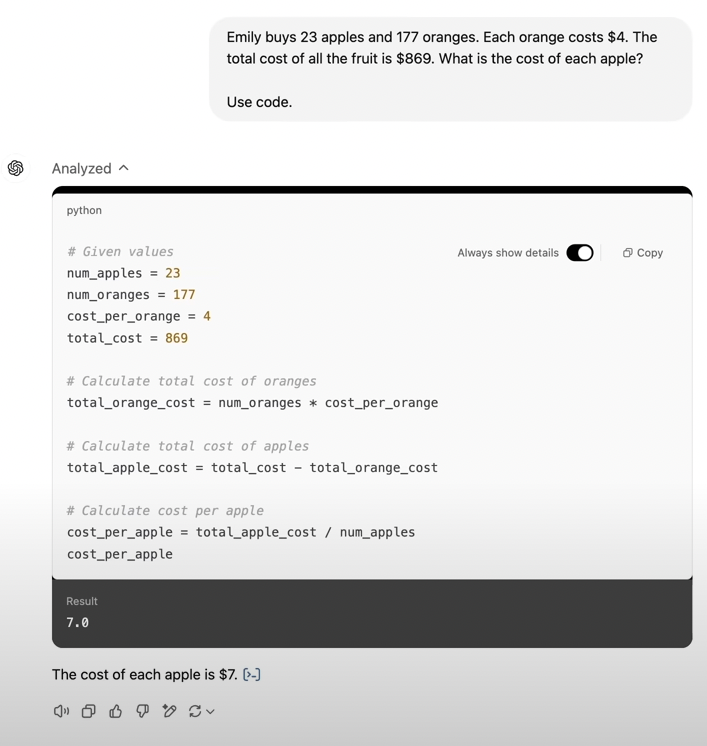 Emily buys 23 apples and 177 oranges. Each orange costs $4. The
total cost of all the fruit is $869. What is the cost of each apple?
Use code.
Analyzed
python
Always show details
Copy
# Given values
num_apples = 23
num_oranges = 177
cost_per_orange = 4
total_cost = 869
# Calculate total cost of oranges
total_orange_cost = num_oranges * cost_per_orange
# Calculate total cost of apples
total_apple_cost = total_cost - total_orange_cost
# Calculate cost per apple
cost_per_apple = total_apple_cost / num_apples
cost_per_apple
Result
7.0
The cost of each apple is $7. [>-]